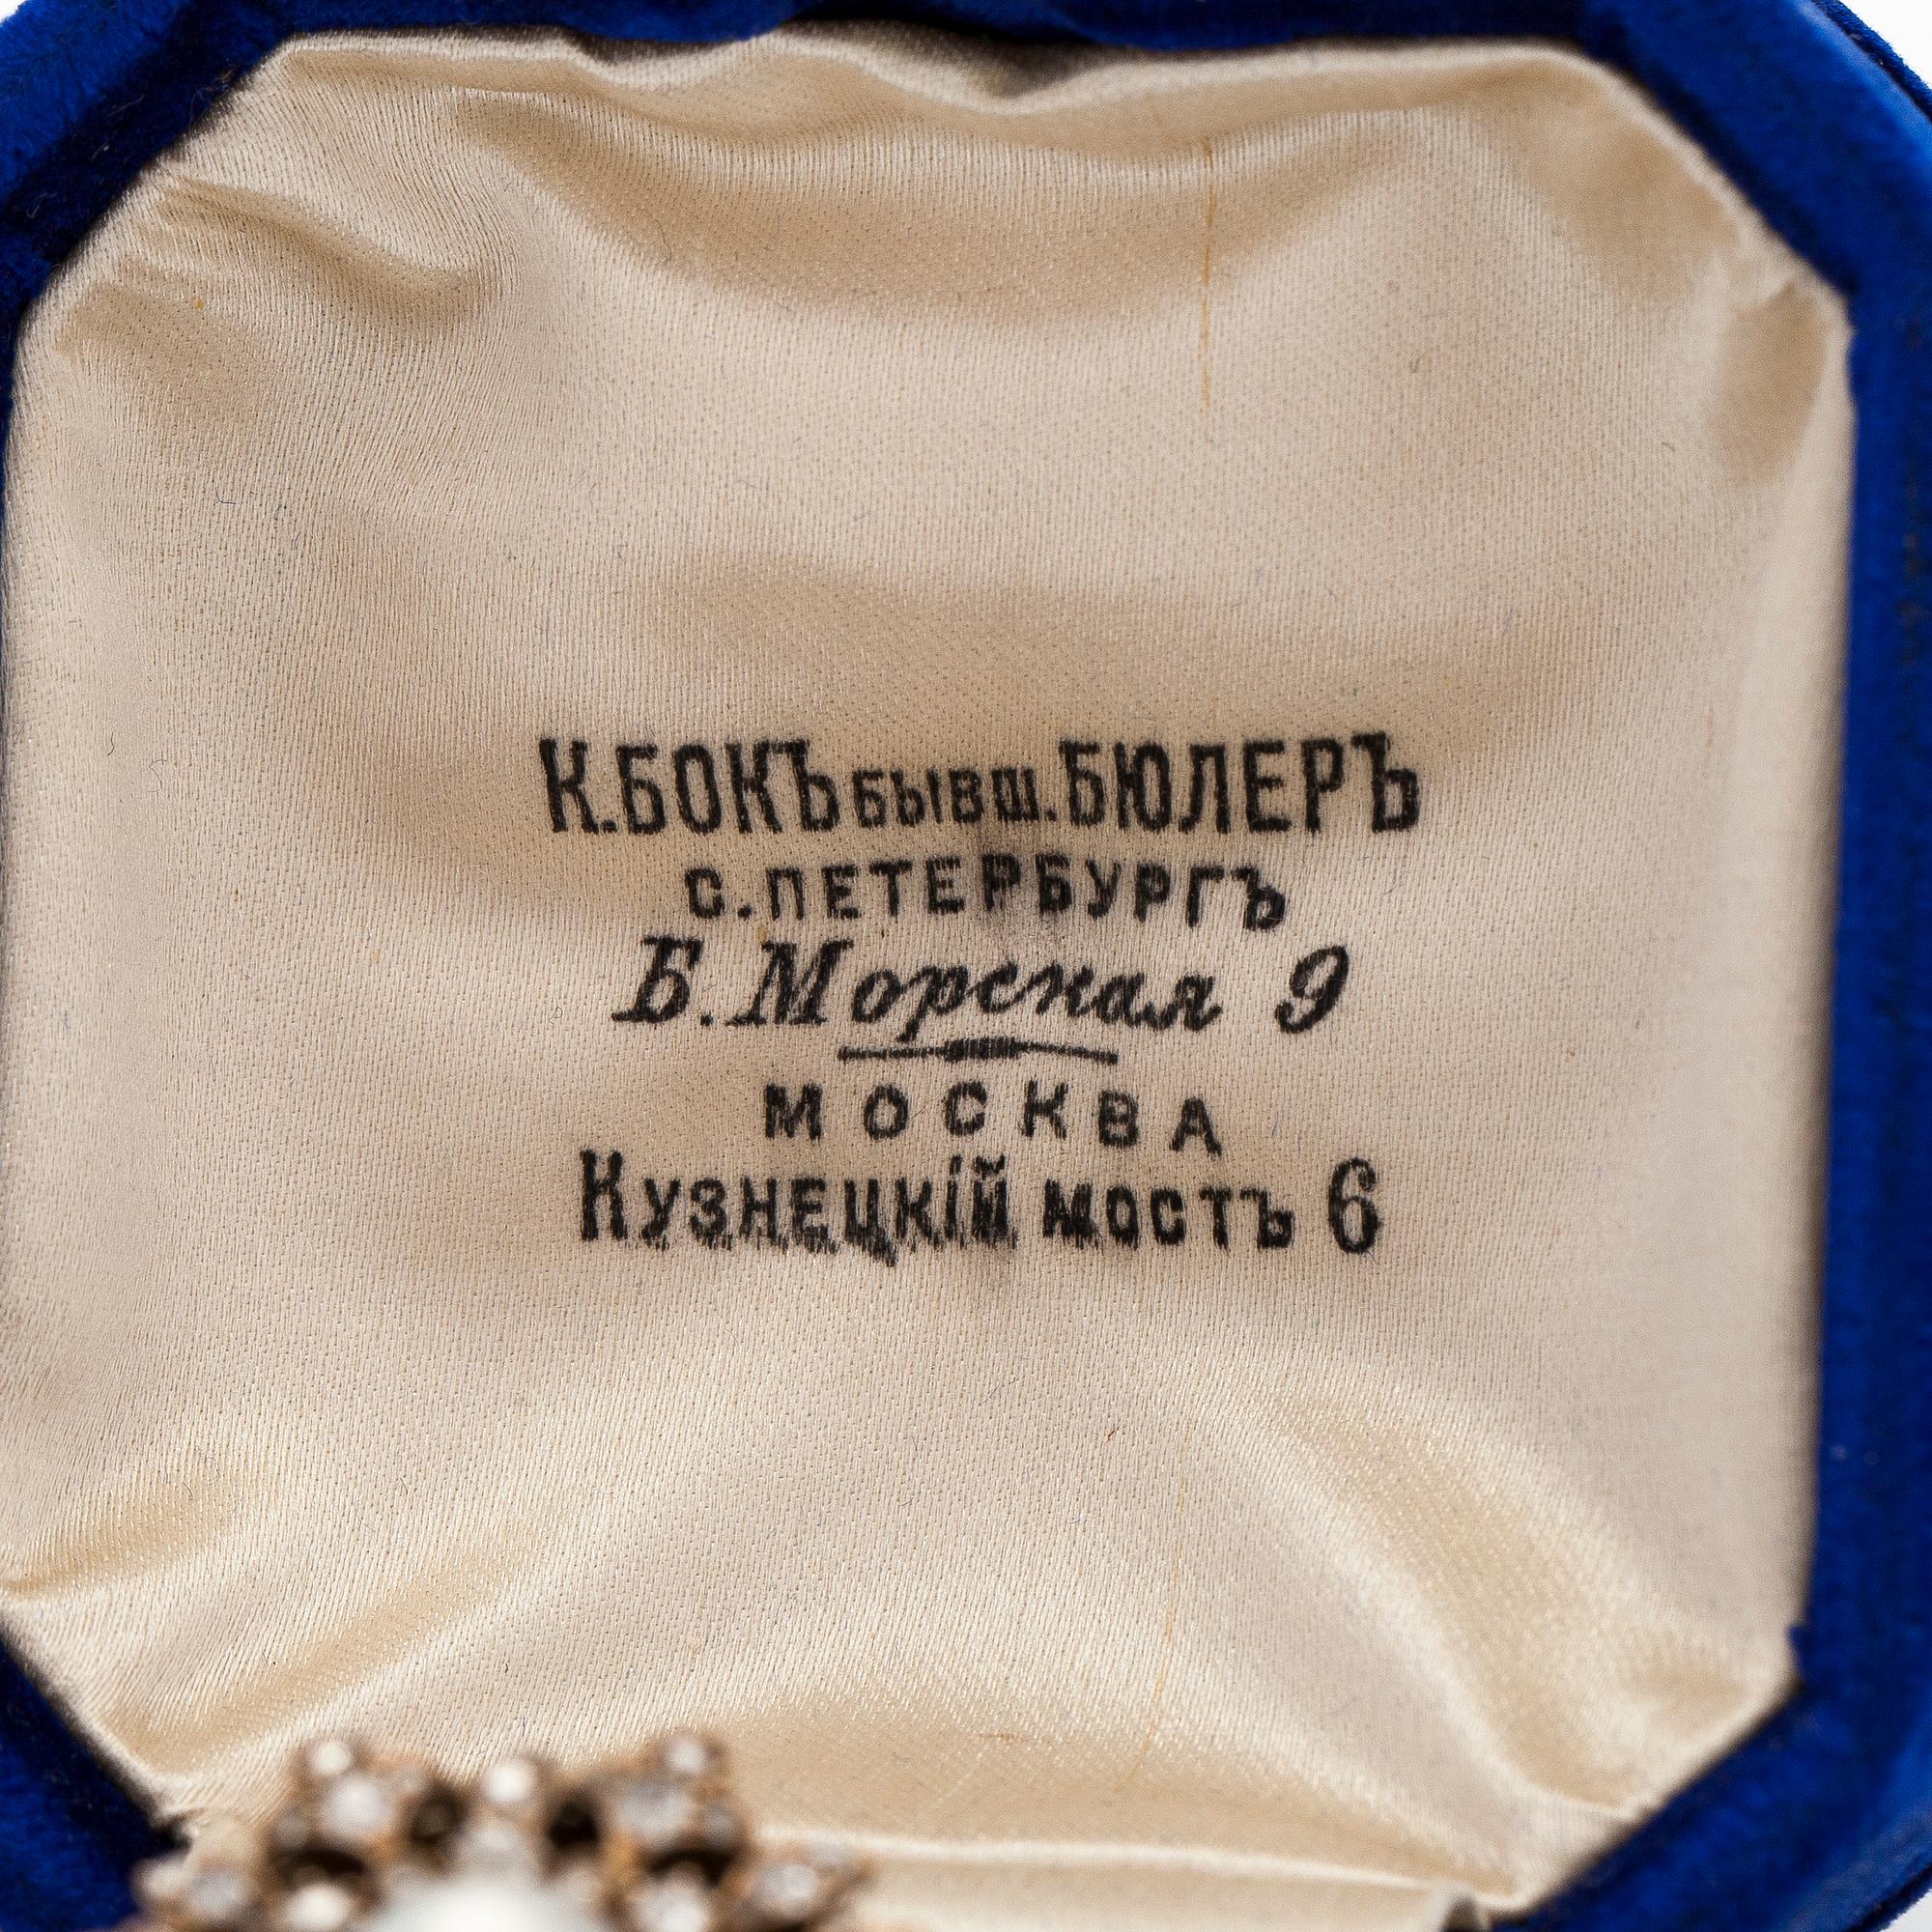 К.БОКЪ БЫВШ. БЮЛЕРЪ
С.ПЕТЕРБУРГЪ
Б. Морская 9
МОСКВА
КУЗНЕЦКІЙ МОСТЪ 6